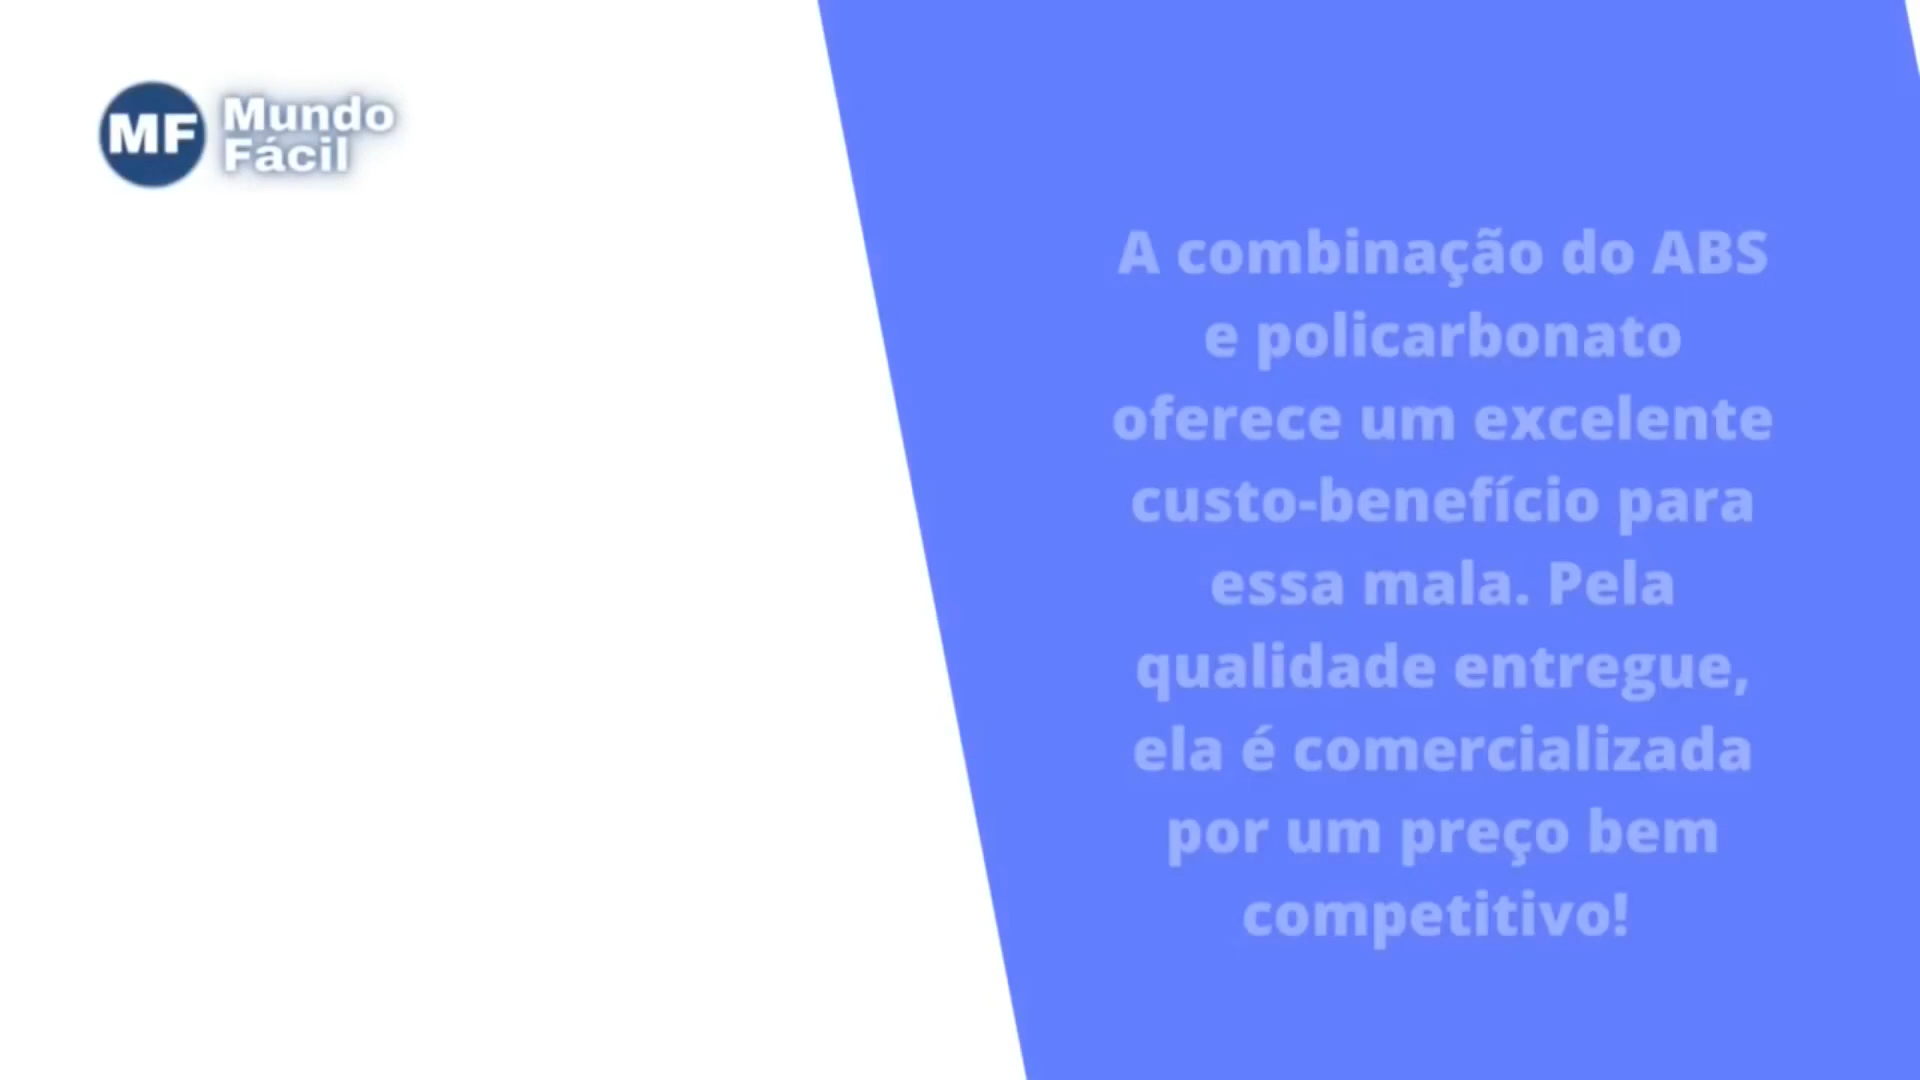 MF
Mundo
Fácil
A combinação do ABS
e policarbonato
oferece um excelente
custo-benefício para
essa mala. Pela
qualidade entregue,
ela é comercializada
por um preço bem
competitivo!